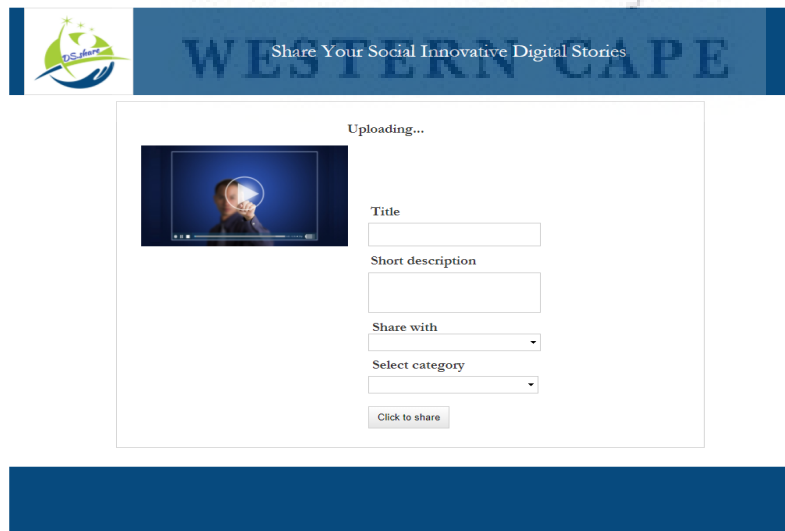 DS.share
WESTERN CAPE
Share Your Social Innovative Digital Stories
Uploading...
Title
Short description
Share with
Select category
Click to share